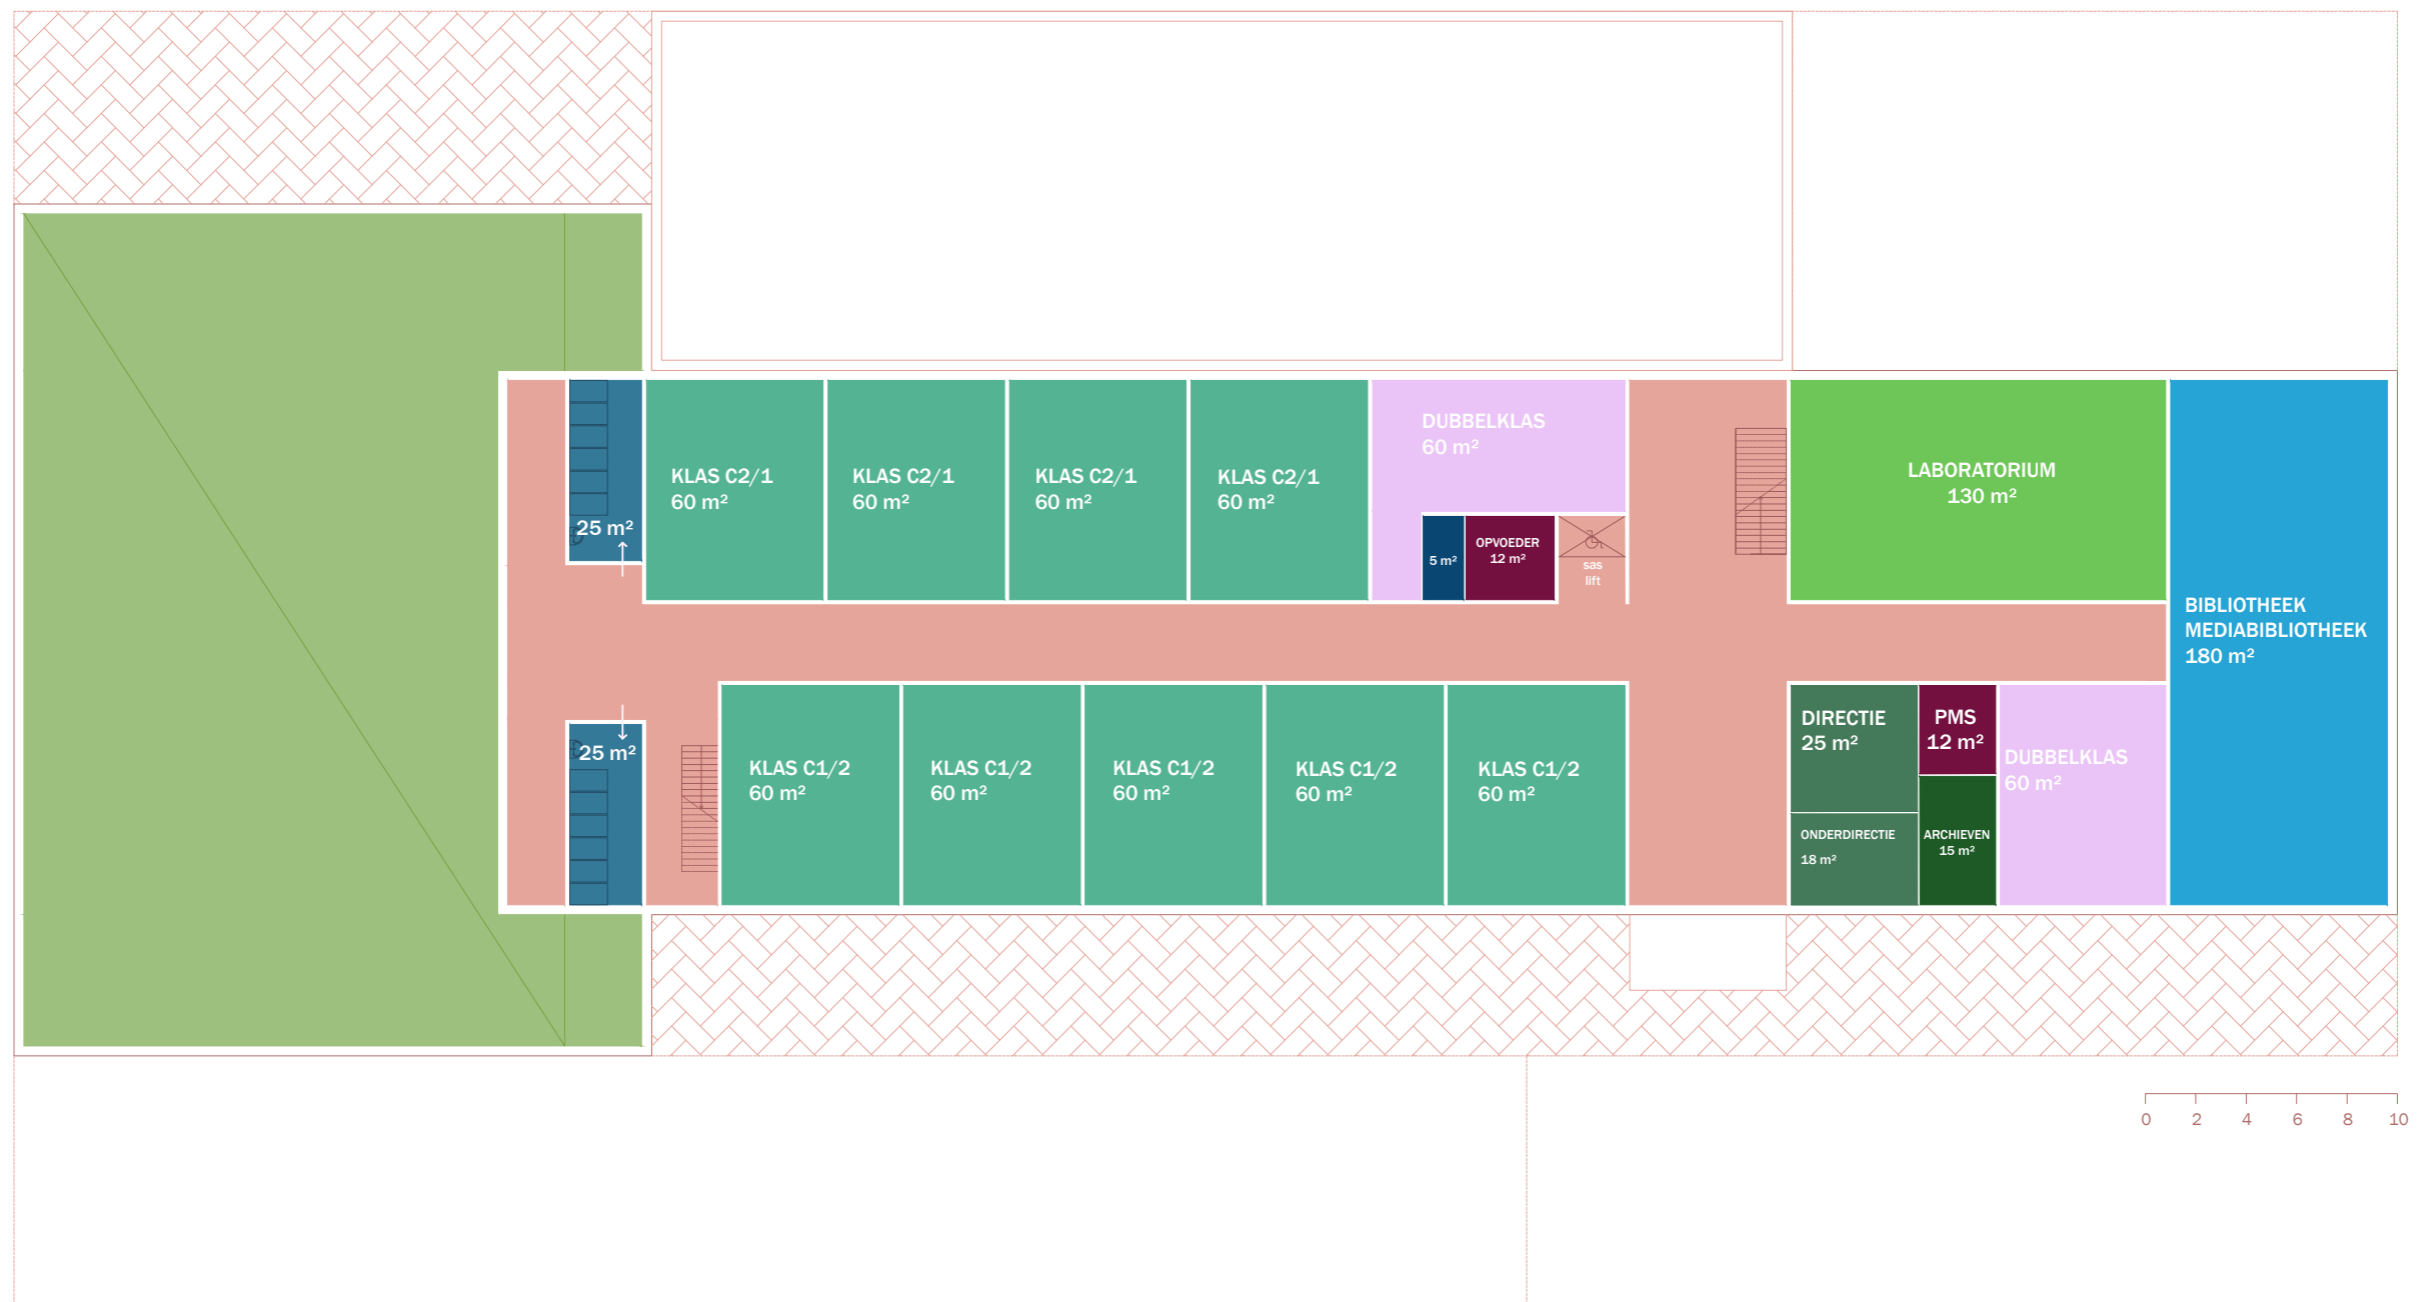 DUBBELKLAS
60 m²
KLAS C2/1
60 m²
KLAS C2/1
60 m²
KLAS C2/1
60 m²
KLAS C2/1
60 m²
LABORATORIUM
130 m²
25 m²
5 m²
OPVOEDER
12 m²
sas
lift
BIBLIOTHEEK
MEDIABIBLIOTHEEK
180 m²
25 m²
KLAS C1/2
60 m²
KLAS C1/2
60 m²
KLAS C1/2
60 m²
KLAS C1/2
60 m²
KLAS C1/2
60 m²
DIRECTIE
25 m²
PMS
12 m²
DUBBELKLAS
60 m²
ONDERDIRECTIE
18 m²
ARCHIEVEN
15 m²
0 2 4 6 8 10